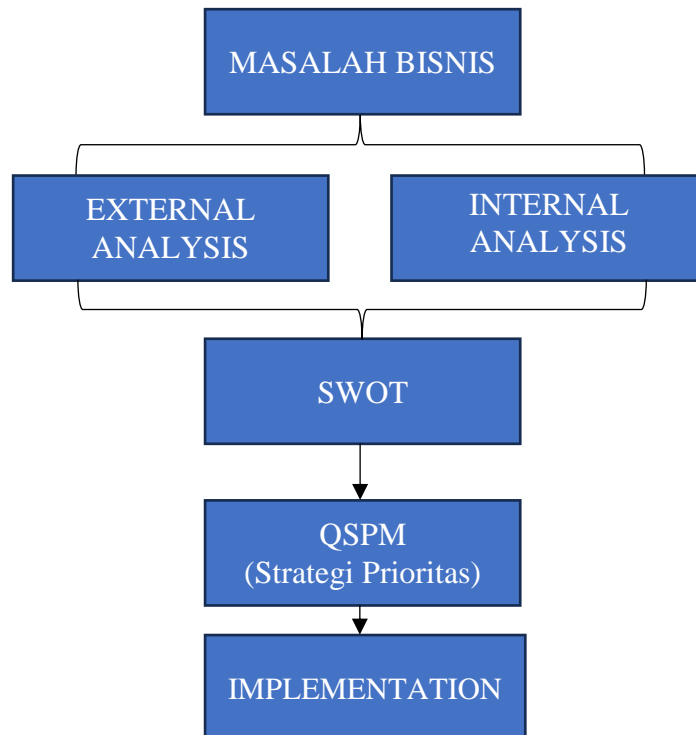 MASALAH BISNIS
EXTERNAL
ANALYSIS
INTERNAL
ANALYSIS
SWOT
QSPM
(Strategi Prioritas)
IMPLEMENTATION